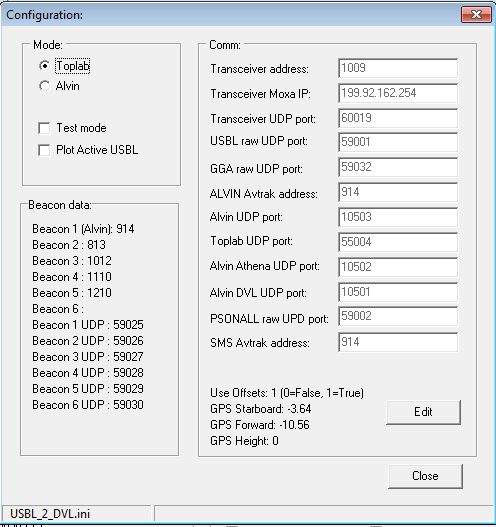 Configuration:
Mode:
Toplab
Alvin
Test mode
Plot Active USBL
Beacon data:
Beacon 1 (Alvin): 914
Beacon 2 : 813
Beacon 3 : 1012
Beacon 4 : 1110
Beacon 5 : 1210
Beacon 6 :
Beacon 1 UDP : 59025
Beacon 2 UDP : 59026
Beacon 3 UDP : 59027
Beacon 4 UDP : 59028
Beacon 5 UDP : 59029
Beacon 6 UDP : 59030
Comm:
Transceiver address: 1009
Transceiver Moxa IP: 199.92.162.254
Transceiver UDP port: 60019
USBL raw UDP port: 59001
GGA raw UDP port: 59032
ALVIN Avtrak address: 914
Alvin UDP port: 10503
Toplab UDP port: 55004
Alvin Athena UDP port: 10502
Alvin DVL UDP port: 10501
PSONALL raw UPD port: 59002
SMS Avtrak address: 914
Use Offsets: 1 (0=False, 1=True)
GPS Starboard: -3.64
GPS Forward: -10.56
GPS Height: 0
Edit
Close
USBL_2_DVL.ini